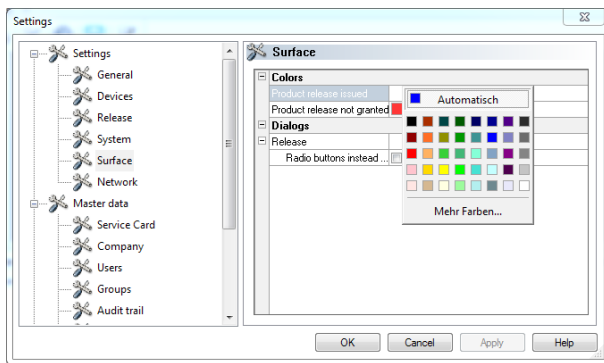 Settings
Settings
General
Devices
Release
System
Surface
Network
Master data
Service Card
Company
Users
Groups
Audit trail
Surface
Colors
Product release issued
Product release not granted
Dialogs
Release
Radio buttons instead ...
Automatisch
Mehr Farben...
OK
Cancel
Apply
Help